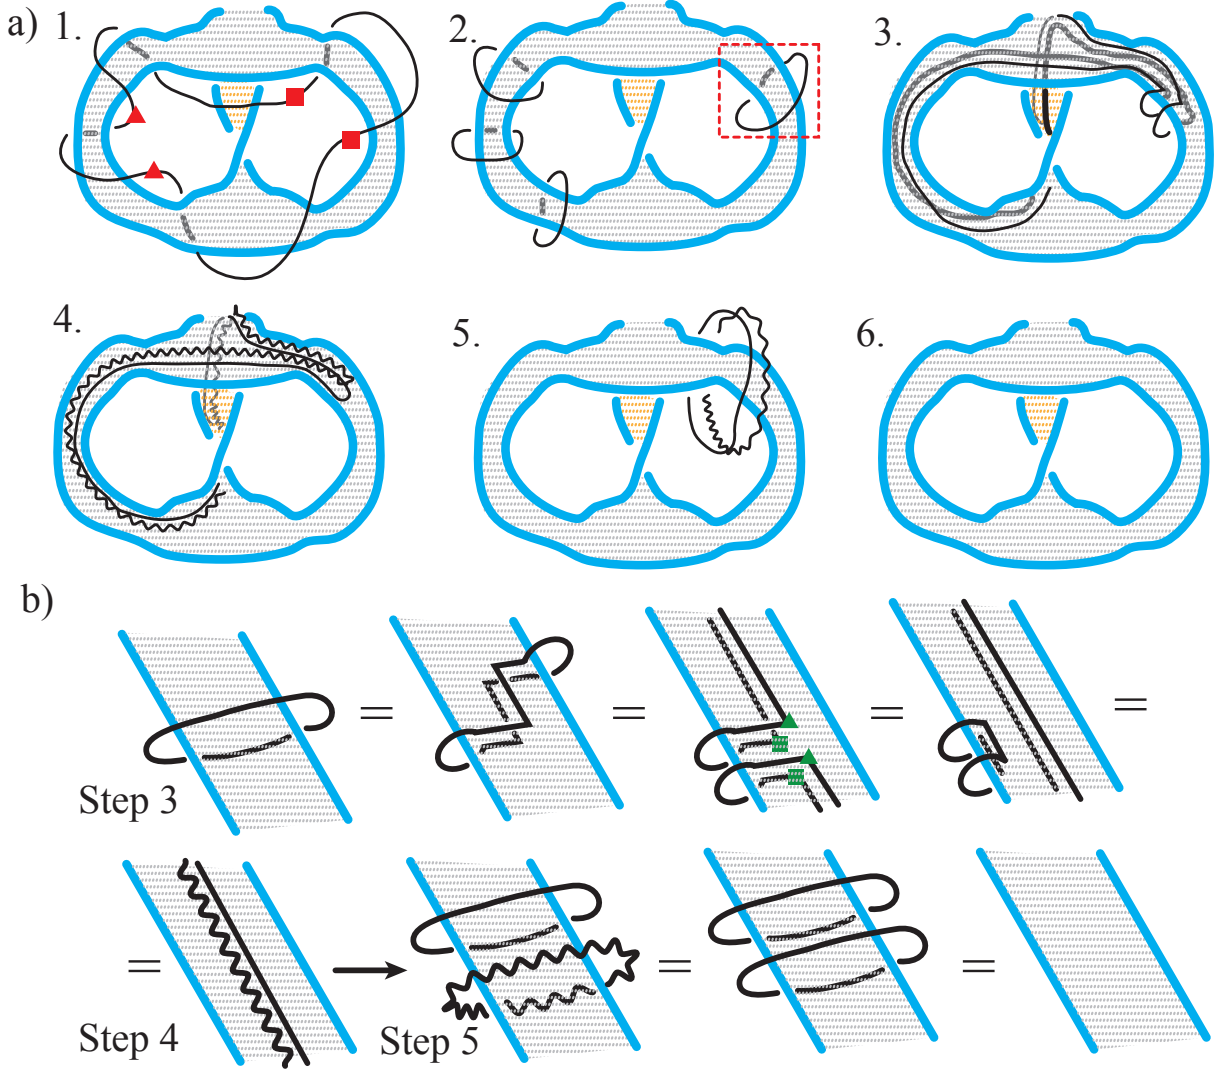 a) 1. 2. 3.
4. 5. 6.
b)
= = = =
Step 3
= = =
Step 4 Step 5